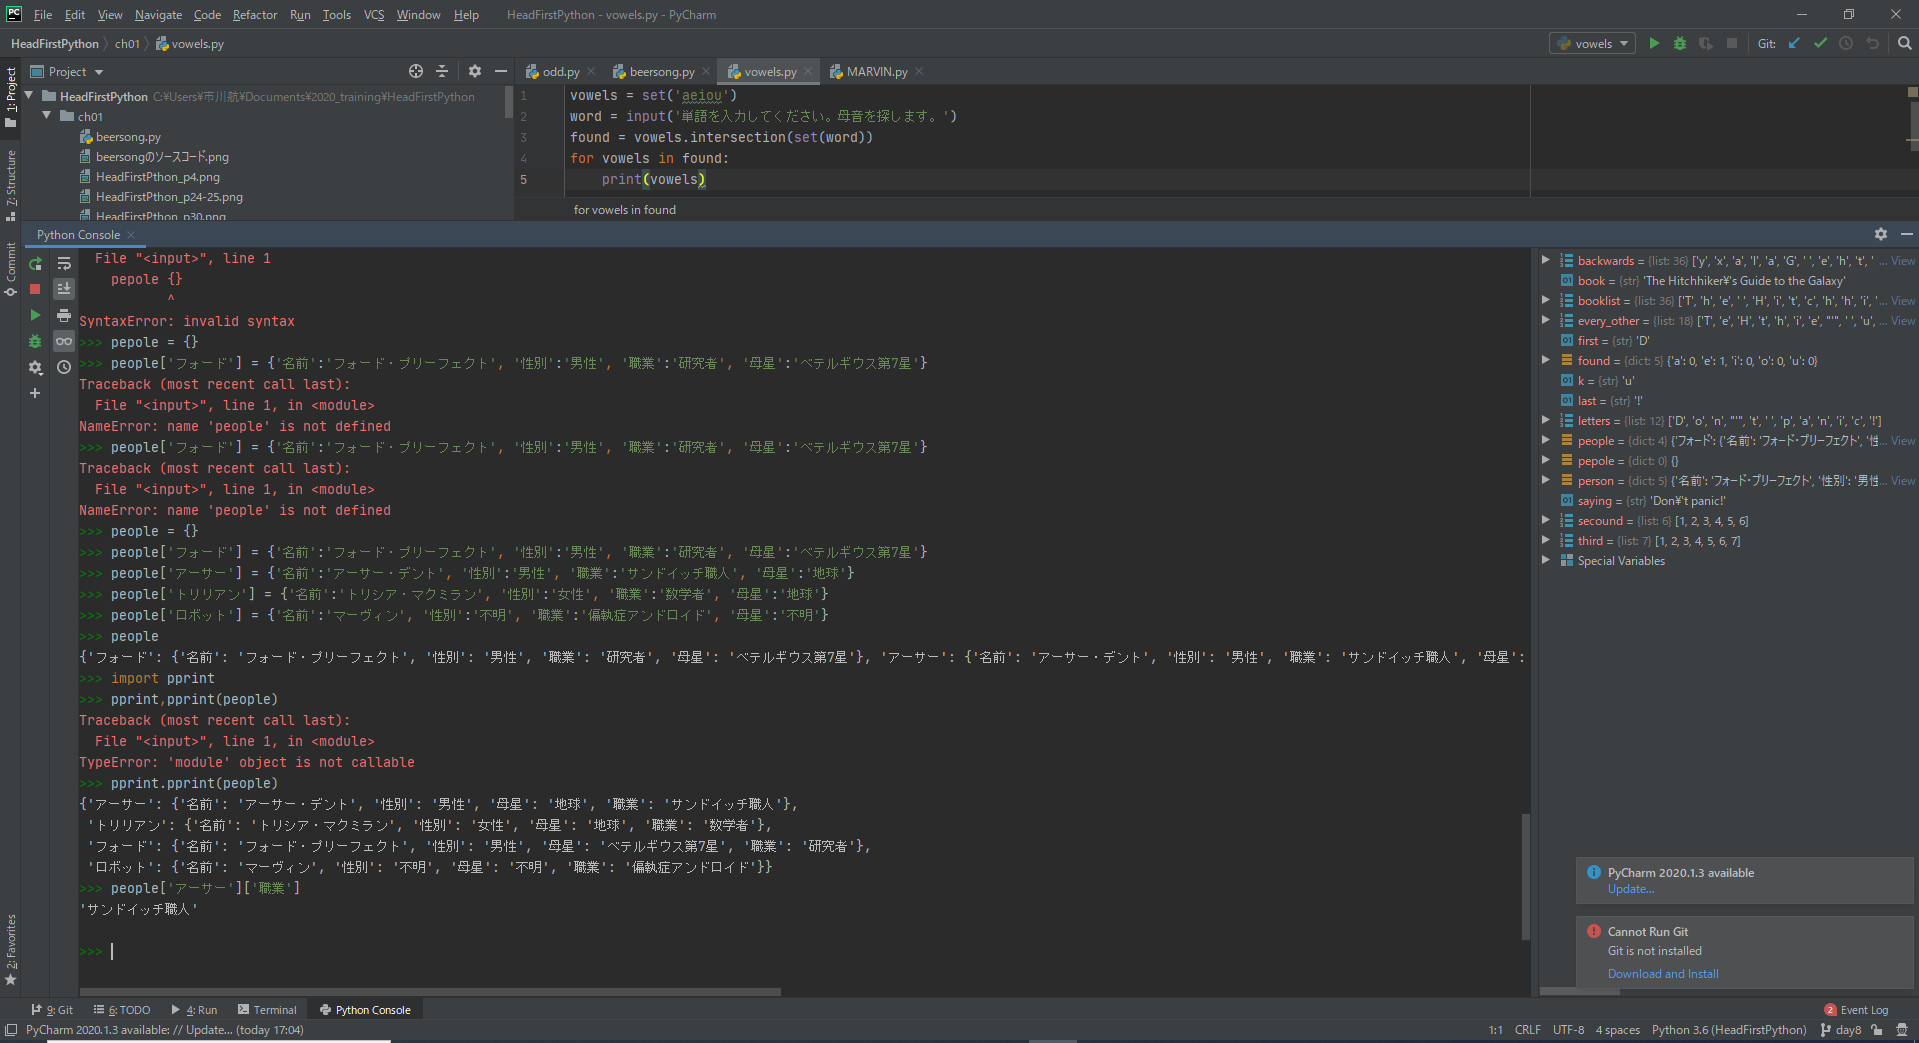 PC File Edit View Navigate Code Refactor Run Tools VCS Window Help HeadFirstPython - vowels.py - PyCharm
HeadFirstPython ch01 vowels.py
vowels Git:
1: Project
7: Structure
Commit
2: Favorites
Project
HeadFirstPython C:¥Users¥市川航¥Documents¥2020_training¥HeadFirstPython
ch01
beersong.py
beersongのソースコード.png
HeadFirstPthon_p4.png
HeadFirstPthon_p24-25.png
HeadFirstPthon_p30.png
odd.py beersong.py vowels.py MARVIN.py
1 vowels = set('aeiou')
2 word = input('単語を入力してください。母音を探します。')
3 found = vowels.intersection(set(word))
4 for vowels in found:
5 print(vowels)
for vowels in found
Python Console
File "<input>", line 1
pepole {}
^
SyntaxError: invalid syntax
>>> pepole = {}
>>> people['フォード'] = {'名前':'フォード・プリーフェクト', '性別':'男性', '職業':'研究者', '母星':'ベテルギウス第7星'}
Traceback (most recent call last):
File "<input>", line 1, in <module>
NameError: name 'people' is not defined
>>> people['フォード'] = {'名前':'フォード・プリーフェクト', '性別':'男性', '職業':'研究者', '母星':'ベテルギウス第7星'}
Traceback (most recent call last):
File "<input>", line 1, in <module>
NameError: name 'people' is not defined
>>> people = {}
>>> people['フォード'] = {'名前':'フォード・プリーフェクト', '性別':'男性', '職業':'研究者', '母星':'ベテルギウス第7星'}
>>> people['アーサー'] = {'名前':'アーサー・デント', '性別':'男性', '職業':'サンドイッチ職人', '母星':'地球'}
>>> people['トリリアン'] = {'名前':'トリシア・マクミラン', '性別':'女性', '職業':'数学者', '母星':'地球'}
>>> people['ロボット'] = {'名前':'マーヴィン', '性別':'不明', '職業':'偏執症アンドロイド', '母星':'不明'}
>>> people
{'フォード': {'名前': 'フォード・プリーフェクト', '性別': '男性', '職業': '研究者', '母星': 'ベテルギウス第7星'}, 'アーサー': {'名前': 'アーサー・デント', '性別': '男性', '職業': 'サンドイッチ職人', '母星':
>>> import pprint
>>> pprint,pprint(people)
Traceback (most recent call last):
File "<input>", line 1, in <module>
TypeError: 'module' object is not callable
>>> pprint.pprint(people)
{'アーサー': {'名前': 'アーサー・デント', '性別': '男性', '母星': '地球', '職業': 'サンドイッチ職人'},
'トリリアン': {'名前': 'トリシア・マクミラン', '性別': '女性', '母星': '地球', '職業': '数学者'},
'フォード': {'名前': 'フォード・プリーフェクト', '性別': '男性', '母星': 'ベテルギウス第7星', '職業': '研究者'},
'ロボット': {'名前': 'マーヴィン', '性別': '不明', '母星': '不明', '職業': '偏執症アンドロイド'}}
>>> people['アーサー']['職業']
'サンドイッチ職人'
>>>
backwards = {list: 36} ['y', 'x', 'a', 'l', 'a', 'G', ' ', 'e', 'h', 't', ' ... View
book = {str} 'The Hitchhiker¥'s Guide to the Galaxy'
booklist = {list: 36} ['T', 'h', 'e', ' ', 'H', 'i', 't', 'c', 'h', 'h', 'i', ' ... View
every_other = {list: 18} ['T', 'e', 'H', 't', 'h', 'i', 'e', "'", ' ', 'u', ... View
first = {str} 'D'
found = {dict: 5} {'a': 0, 'e': 1, 'i': 0, 'o': 0, 'u': 0}
k = {str} 'u'
last = {str} '!'
letters = {list: 12} ['D', 'o', 'n', "'", 't', ' ', 'p', 'a', 'n', 'i', 'c', '!']
people = {dict: 4} {'フォード': {'名前': 'フォード・プリーフェクト', '性... View
pepole = {dict: 0} {}
person = {dict: 5} {'名前': 'フォード・プリーフェクト', '性別': '男性... View
saying = {str} 'Don¥'t panic!'
secound = {list: 6} [1, 2, 3, 4, 5, 6]
third = {list: 7} [1, 2, 3, 4, 5, 6, 7]
Special Variables
PyCharm 2020.1.3 available
Update...
Cannot Run Git
Git is not installed
Download and Install
9: Git 6: TODO 4: Run Terminal Python Console 2 Event Log
PyCharm 2020.1.3 available: // Update... (today 17:04) 1:1 CRLF UTF-8 4 spaces Python 3.6 (HeadFirstPython) day8